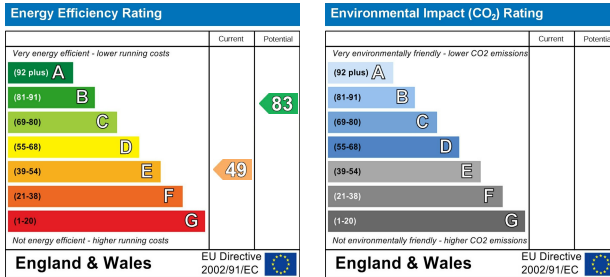 Energy Efficiency Rating
Current Potential
Very energy efficient - lower running costs
(92 plus) A
(81-91) B
83
(69-80) C
(55-68) D
(39-54) E
49
(21-38) F
(1-20) G
Not energy efficient - higher running costs
England & Wales
EU Directive
2002/91/EC
Environmental Impact (CO₂) Rating
Current Potential
Very environmentally friendly - lower CO2 emissions
(92 plus) A
(81-91) B
(69-80) C
(55-68) D
(39-54) E
(21-38) F
(1-20) G
Not environmentally friendly - higher CO2 emissions
England & Wales
EU Directive
2002/91/EC